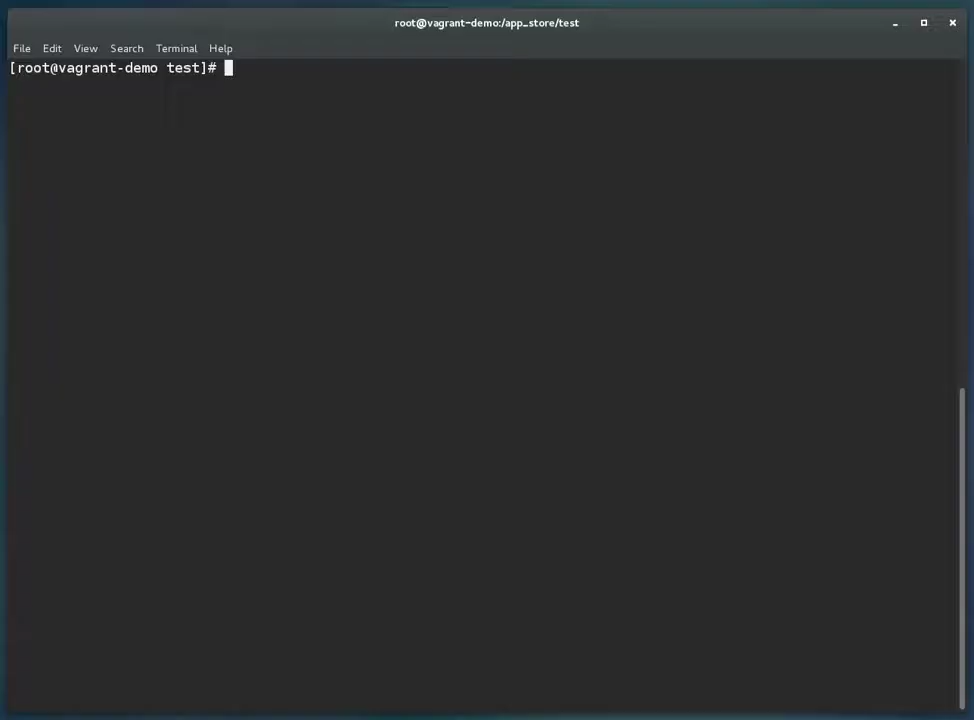 root@vagrant-demo:/app_store/test
File Edit View Search Terminal Help
[root@vagrant-demo test]#